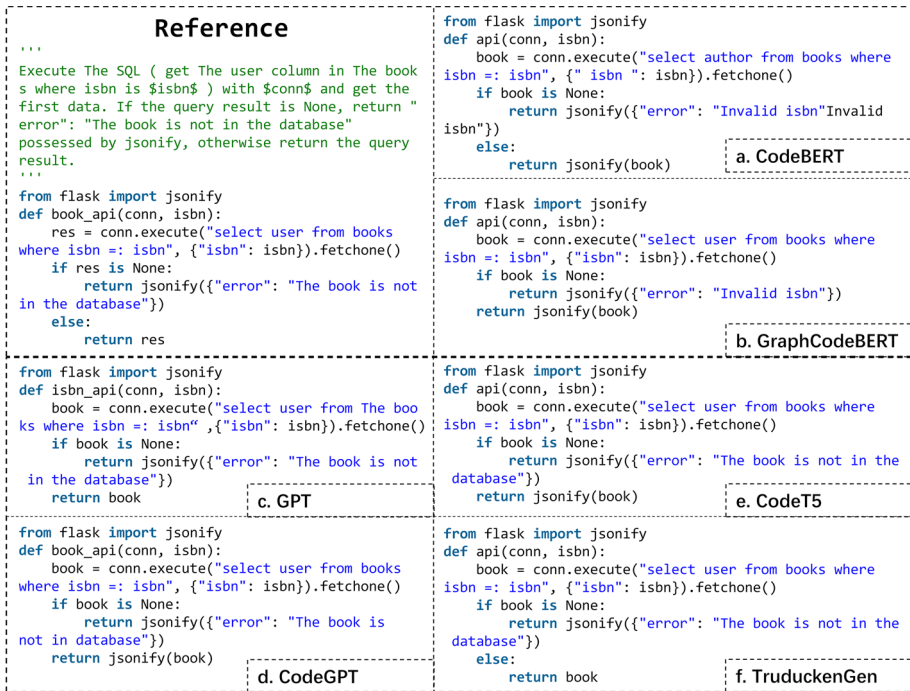 Reference
'''
Execute The SQL ( get The user column in The book
s where isbn is $isbn$ ) with $conn$ and get the
first data. If the query result is None, return "
error": "The book is not in the database"
possessed by jsonify, otherwise return the query
result.
'''
from flask import jsonify
def book_api(conn, isbn):
    res = conn.execute("select user from books
where isbn =: isbn", {"isbn": isbn}).fetchone()
    if res is None:
        return jsonify({"error": "The book is not
in the database"})
    else:
        return res
from flask import jsonify
def api(conn, isbn):
    book = conn.execute("select author from books where
isbn =: isbn", {" isbn ": isbn}).fetchone()
    if book is None:
        return jsonify({"error": "Invalid isbn"Invalid
isbn"})
    else:
        return jsonify(book)
a. CodeBERT
from flask import jsonify
def api(conn, isbn):
    book = conn.execute("select user from books where
isbn =: isbn", {"isbn": isbn}).fetchone()
    if book is None:
        return jsonify({"error": "Invalid isbn"})
    return jsonify(book)
b. GraphCodeBERT
from flask import jsonify
def isbn_api(conn, isbn):
    book = conn.execute("select user from The boo
ks where isbn =: isbn“ ,{"isbn": isbn}).fetchone()
    if book is None:
        return jsonify({"error": "The book is not
 in the database"})
    return book
c. GPT
from flask import jsonify
def book_api(conn, isbn):
    book = conn.execute("select user from books
where isbn =: isbn", {"isbn": isbn}).fetchone()
    if book is None:
        return jsonify({"error": "The book is
not in database"})
    return jsonify(book)
d. CodeGPT
from flask import jsonify
def api(conn, isbn):
    book = conn.execute("select user from books where
isbn =: isbn", {"isbn": isbn}).fetchone()
    if book is None:
        return jsonify({"error": "The book is not in the
 database"})
    return jsonify(book)
e. CodeT5
from flask import jsonify
def api(conn, isbn):
    book = conn.execute("select user from books where
isbn =: isbn", {"isbn": isbn}).fetchone()
    if book is None:
        return jsonify({"error": "The book is not in the
 database"})
    else:
        return book
f. TruduckenGen